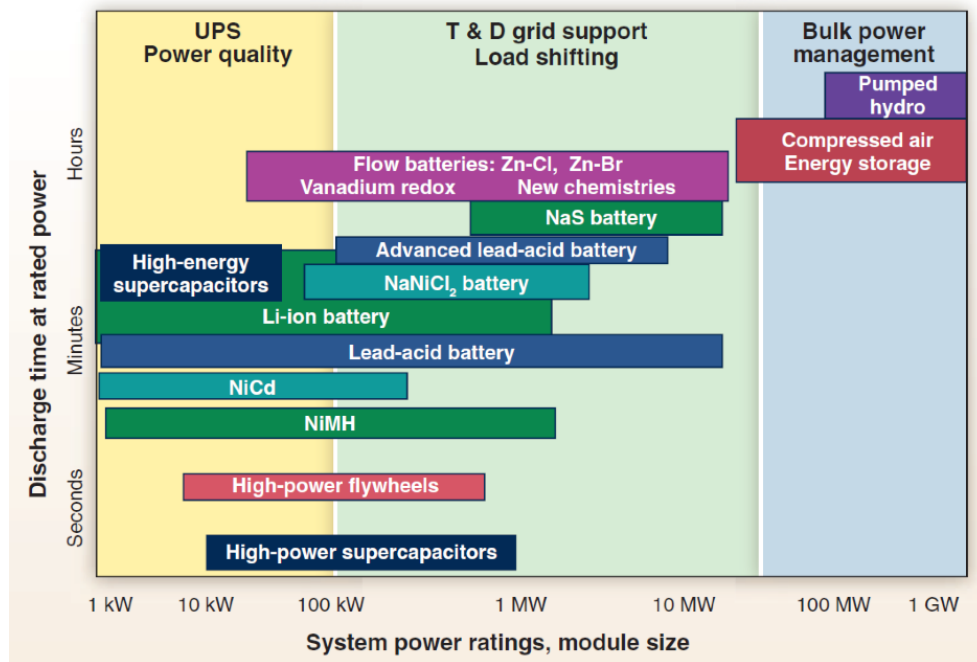 UPS
Power quality
T & D grid support
Load shifting
Bulk power
management
Pumped
hydro
Compressed air
Energy storage
Flow batteries: Zn-Cl, Zn-Br
Vanadium redox New chemistries
NaS battery
Advanced lead-acid battery
High-energy
supercapacitors
NaNiCl₂ battery
Li-ion battery
Lead-acid battery
NiCd
NiMH
High-power flywheels
High-power supercapacitors
Discharge time at rated power
Hours
Minutes
Seconds
1 kW 10 kW 100 kW 1 MW 10 MW 100 MW 1 GW
System power ratings, module size